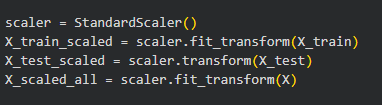 scaler = StandardScaler()
X_train_scaled = scaler.fit_transform(X_train)
X_test_scaled = scaler.transform(X_test)
X_scaled_all = scaler.fit_transform(X)